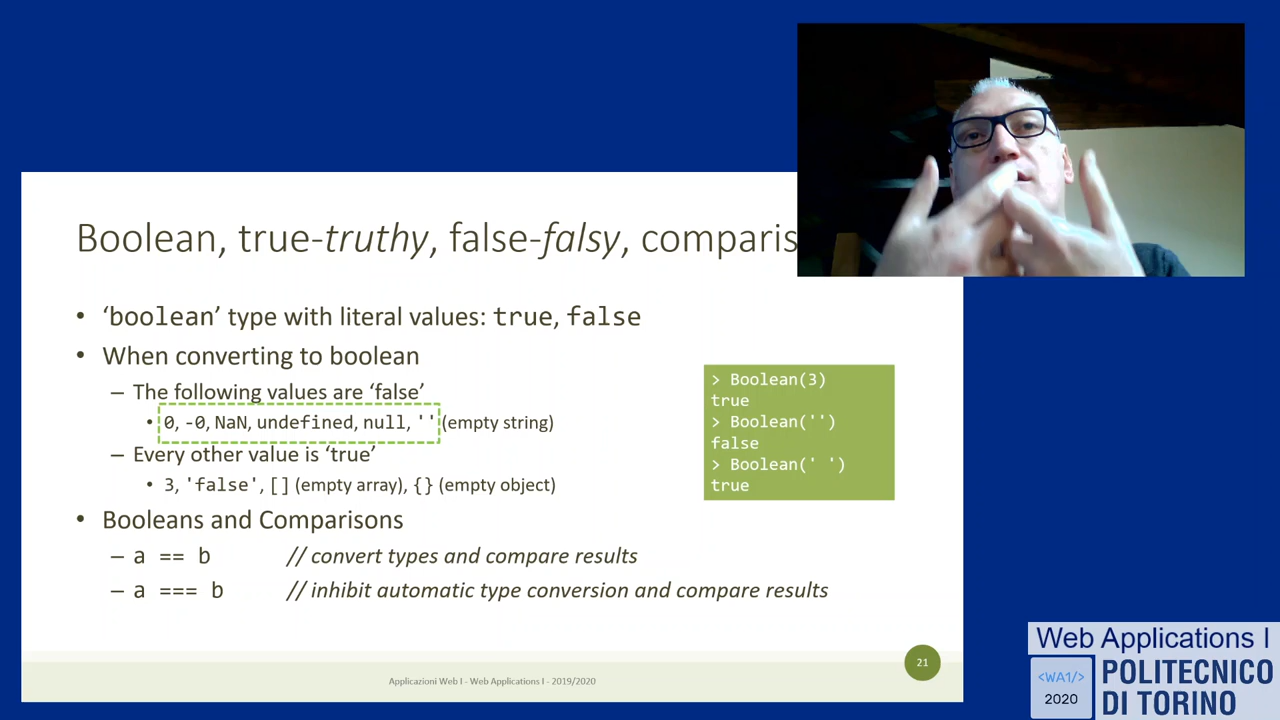 Boolean, true-truthy, false-falsy, comparis
• ‘boolean’ type with literal values: true, false
• When converting to boolean
– The following values are ‘false’
• 0, -0, NaN, undefined, null, '' (empty string)
– Every other value is ‘true’
• 3, 'false', [] (empty array), {} (empty object)
• Booleans and Comparisons
– a == b // convert types and compare results
– a === b // inhibit automatic type conversion and compare results
> Boolean(3)
true
> Boolean('')
false
> Boolean(' ')
true
Applicazioni Web I - Web Applications I - 2019/2020
21
Web Applications I
<WA1/>
2020
POLITECNICO
DI TORINO